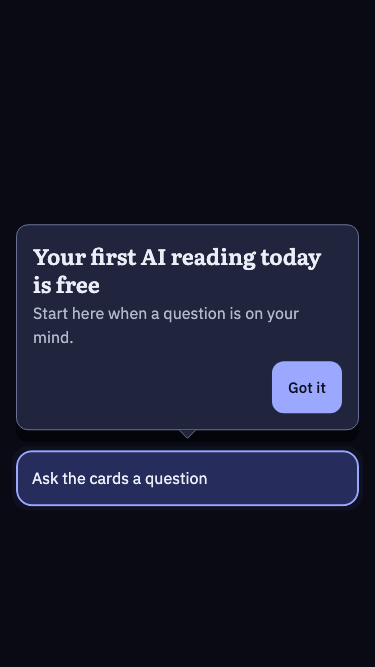 Your first AI reading today
is free
Start here when a question is on your
mind.
Got it
Ask the cards a question